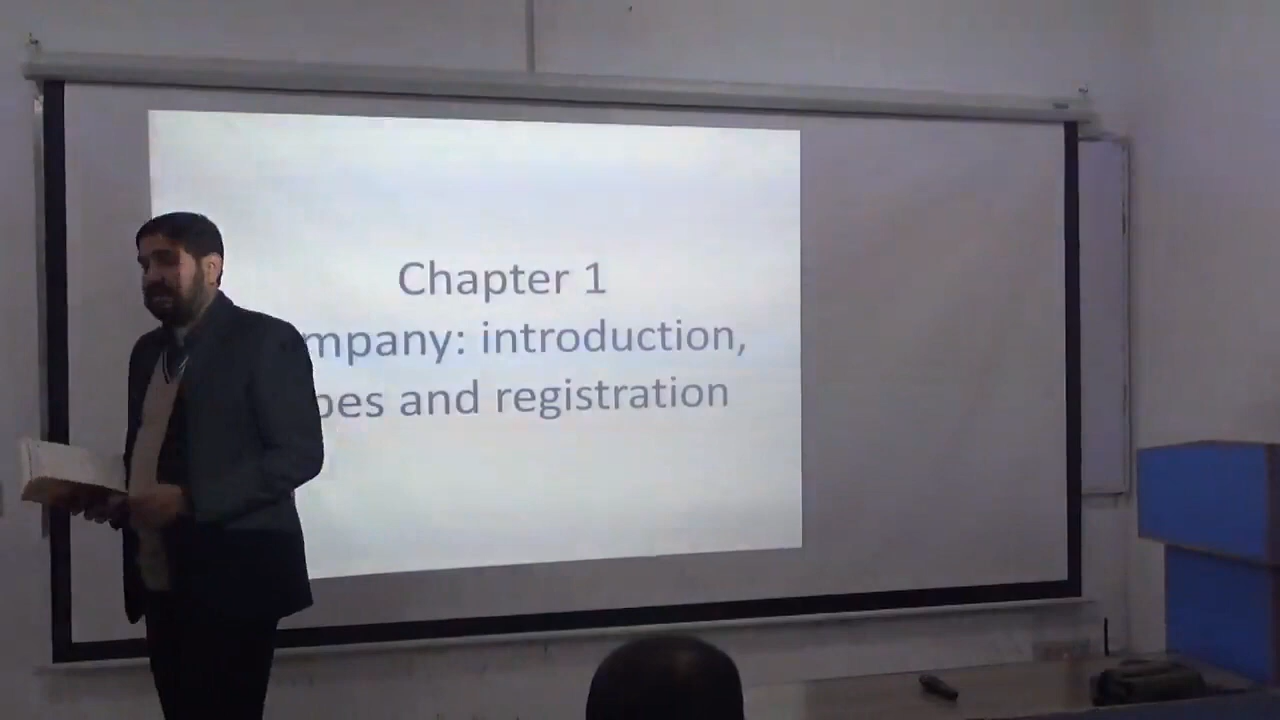 Chapter 1
mpany: introduction,
pes and registration